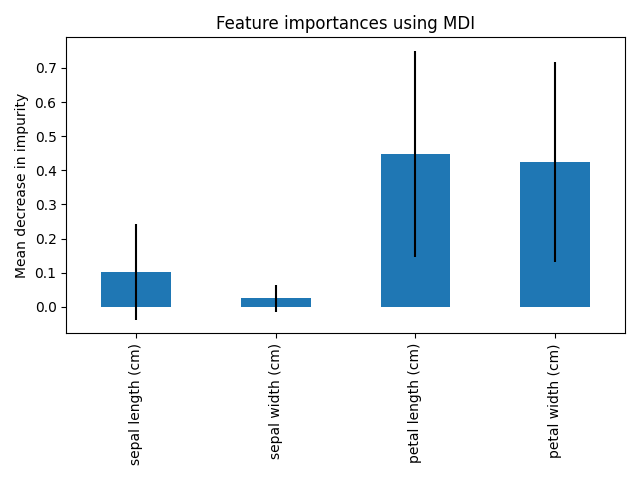 Feature importances using MDI
Mean decrease in impurity
0.7
0.6
0.5
0.4
0.3
0.2
0.1
0.0
sepal length (cm)
sepal width (cm)
petal length (cm)
petal width (cm)